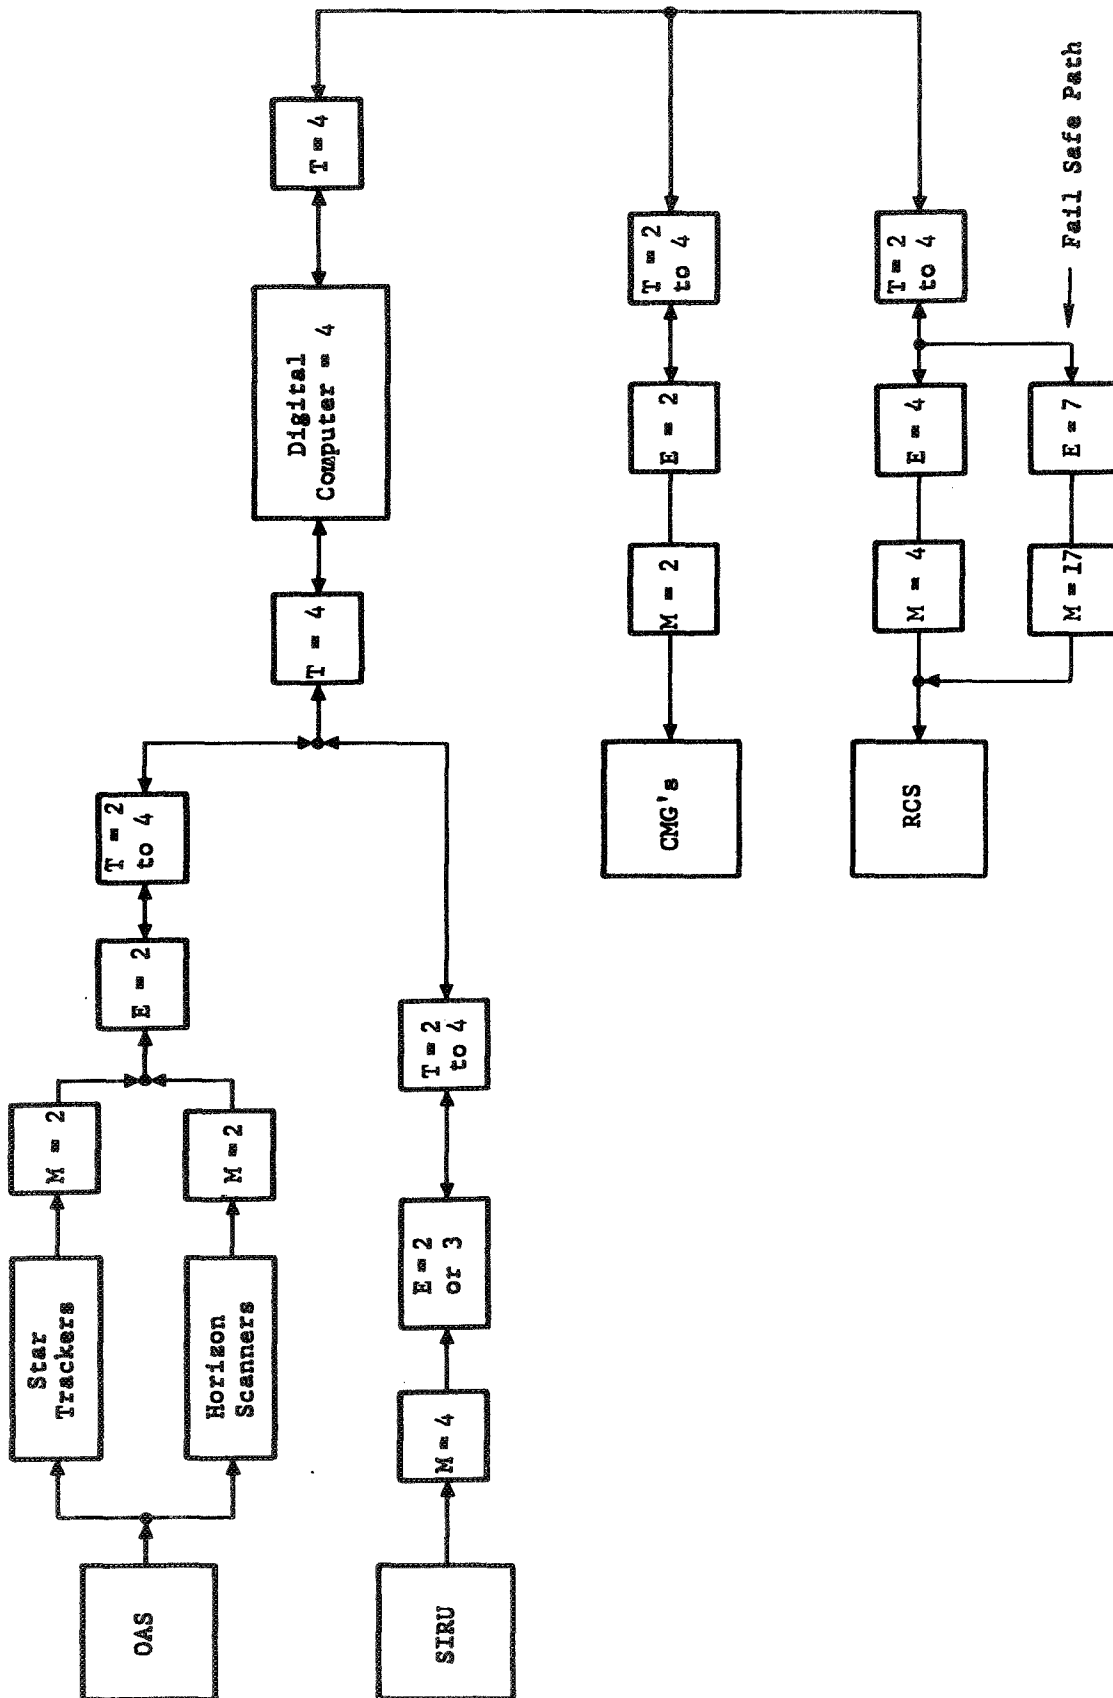 OAS
Star
Trackers
M = 2
Horizon
Scanners
M = 2
E = 2
T = 2
to 4
SIRU
M = 4
E = 2
or 3
T = 2
to 4
T = 4
Digital
Computer = 4
T = 4
CMG's
M = 2
E = 2
T = 2
to 4
RCS
M = 4
E = 4
T = 2
to 4
M = 17
E = 7
Fail Safe Path